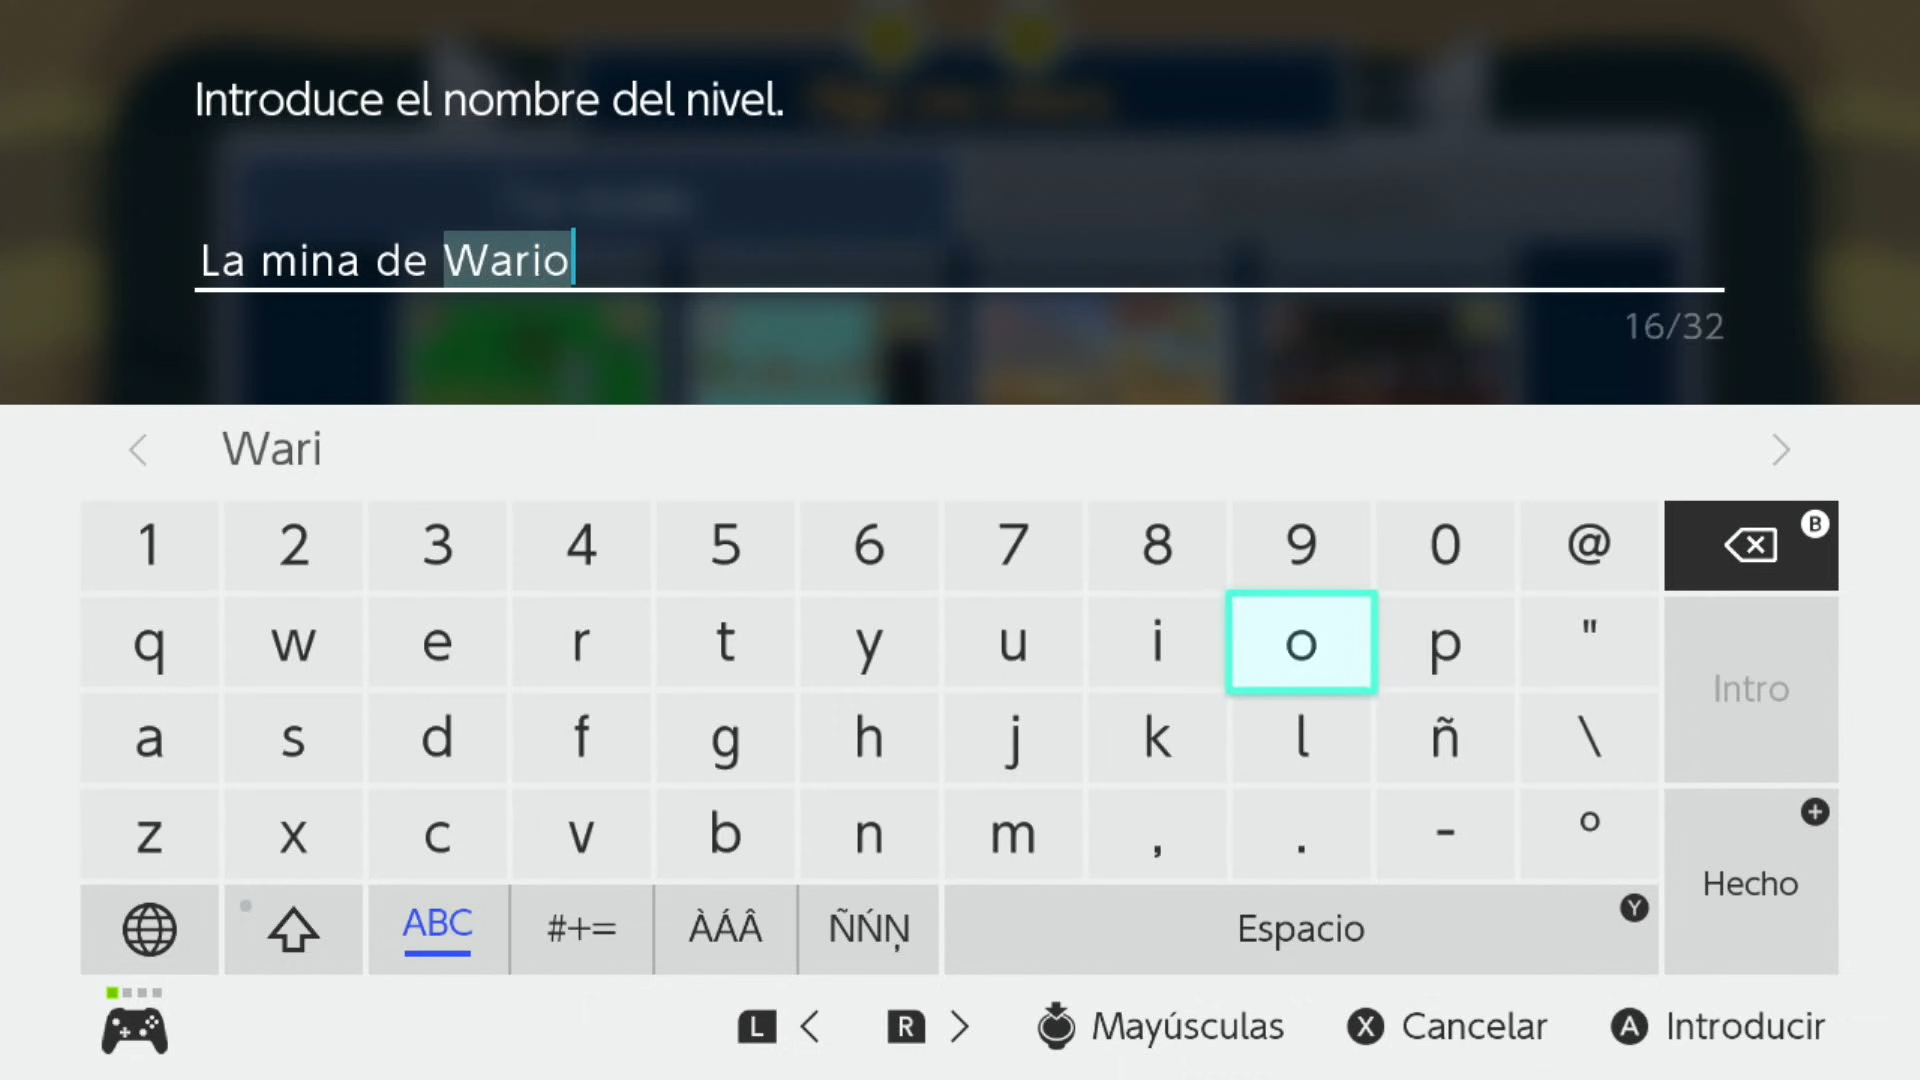 Introduce el nombre del nivel.
La mina de Wario
16/32
Wari
1 2 3 4 5 6 7 8 9 0 @ B
q w e r t y u i o p "
Intro
a s d f g h j k l ñ \
z x c v b n m , . - º
Hecho
ABC #+= ÀÁÂ ÑŃŅ Espacio Y
L R Mayúsculas X Cancelar A Introducir